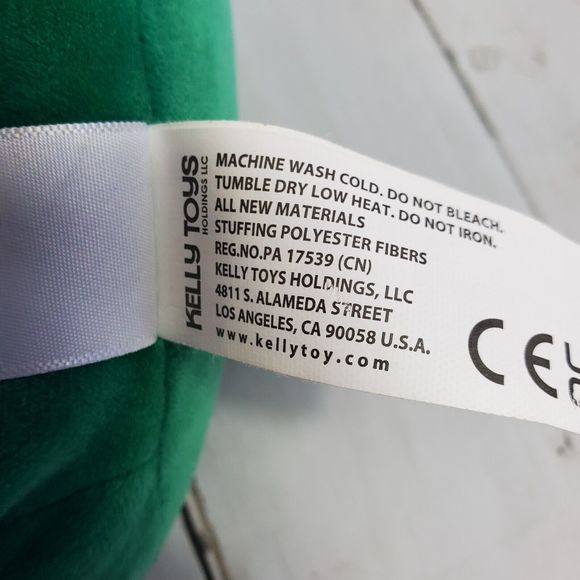 KELLY TOYS
HOLDINGS LLC
MACHINE WASH COLD. DO NOT BLEACH.
TUMBLE DRY LOW HEAT. DO NOT IRON.
ALL NEW MATERIALS
STUFFING POLYESTER FIBERS
REG.NO.PA 17539 (CN)
KELLY TOYS HOLDINGS, LLC
4811 S. ALAMEDA STREET
LOS ANGELES, CA 90058 U.S.A.
www.kellytoy.com
CE